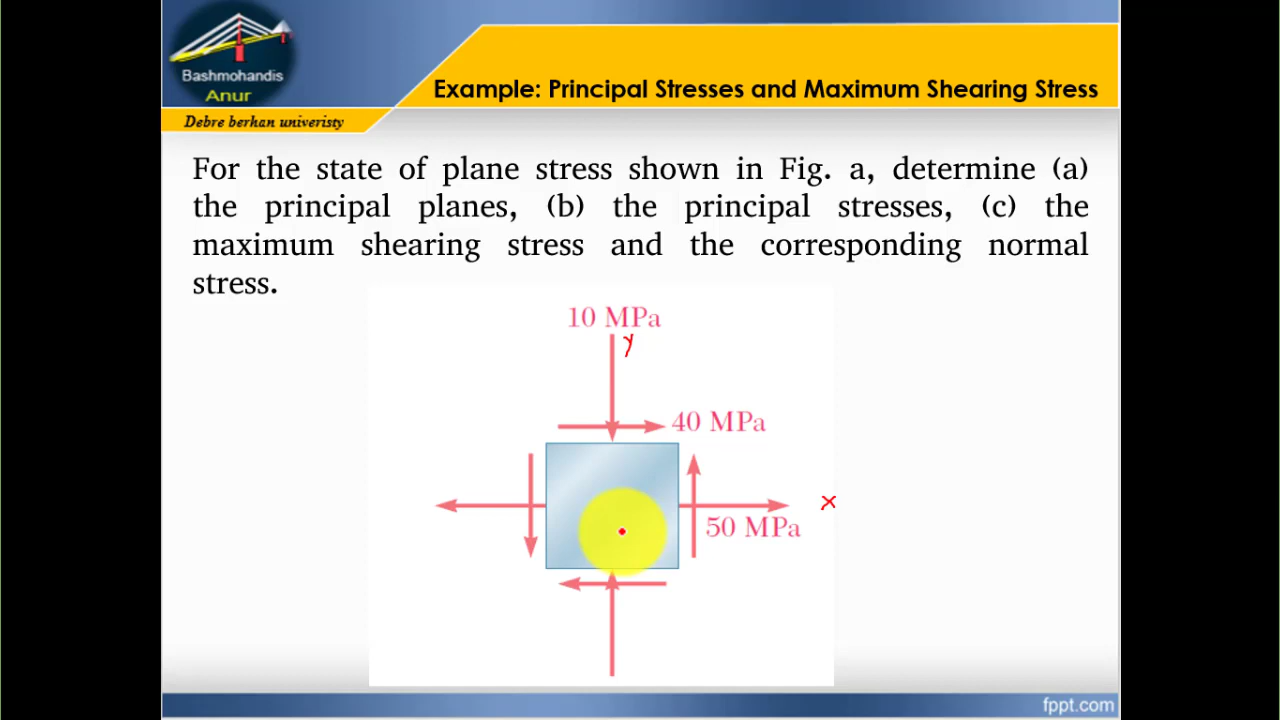 Bashmohandis
Anur
Example: Principal Stresses and Maximum Shearing Stress
Debre berhan univeristy
For the state of plane stress shown in Fig. a, determine (a)
the principal planes, (b) the principal stresses, (c) the
maximum shearing stress and the corresponding normal
stress.
10 MPa
y
40 MPa
x
50 MPa
fppt.com